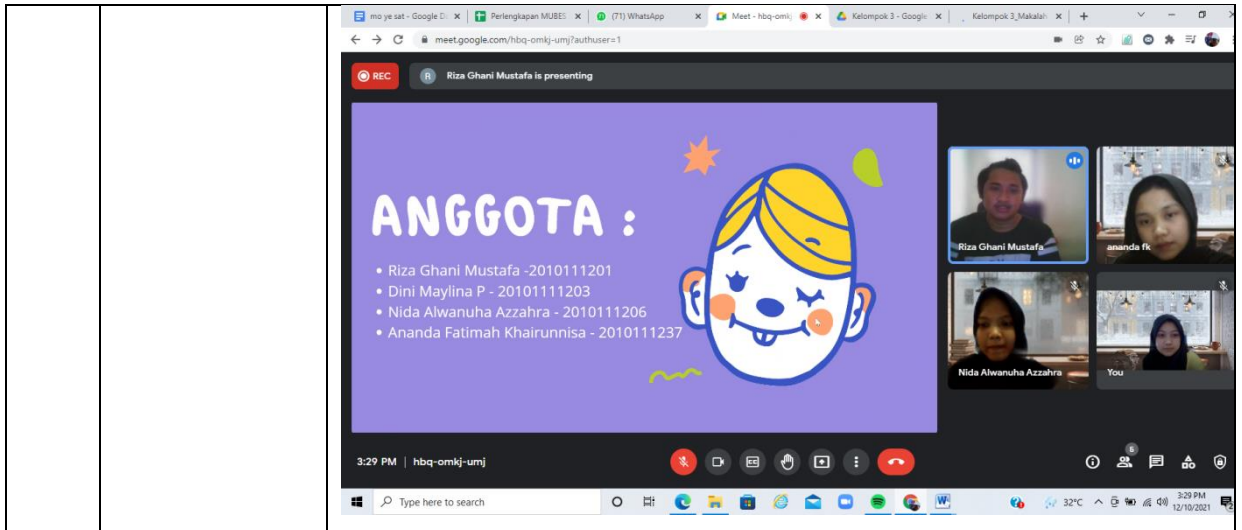 mo ye sat - Google D
Perlengkapan MUBES
(71) WhatsApp
Meet - hbq-omkj
Kelompok 3 - Google
Kelompok 3_Makalah
meet.google.com/hbq-omkj-umj?authuser=1
REC
R
Riza Ghani Mustafa is presenting
ANGGOTA :
• Riza Ghani Mustafa -2010111201
• Dini Maylina P - 20101111203
• Nida Alwanuha Azzahra - 2010111206
• Ananda Fatimah Khairunnisa - 2010111237
Riza Ghani Mustafa
ananda fk
Nida Alwanuha Azzahra
You
3:29 PM | hbq-omkj-umj
CC
5
Type here to search
32°C
3:29 PM
12/10/2021